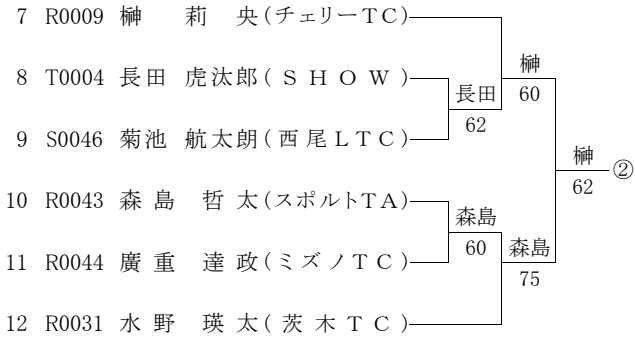 7 R0009 榊 莉 央(チェリーTC)
榊
8 T0004 長田 虎汰郎(SHOW)
長田
60
62
9 S0046 菊池 航太朗(西尾LTC)
榊
②
62
10 R0043 森島 哲太(スポルトTA)
森島
60
森島
11 R0044 廣重 達政(ミズノTC)
75
12 R0031 水野 瑛太(茨木TC)